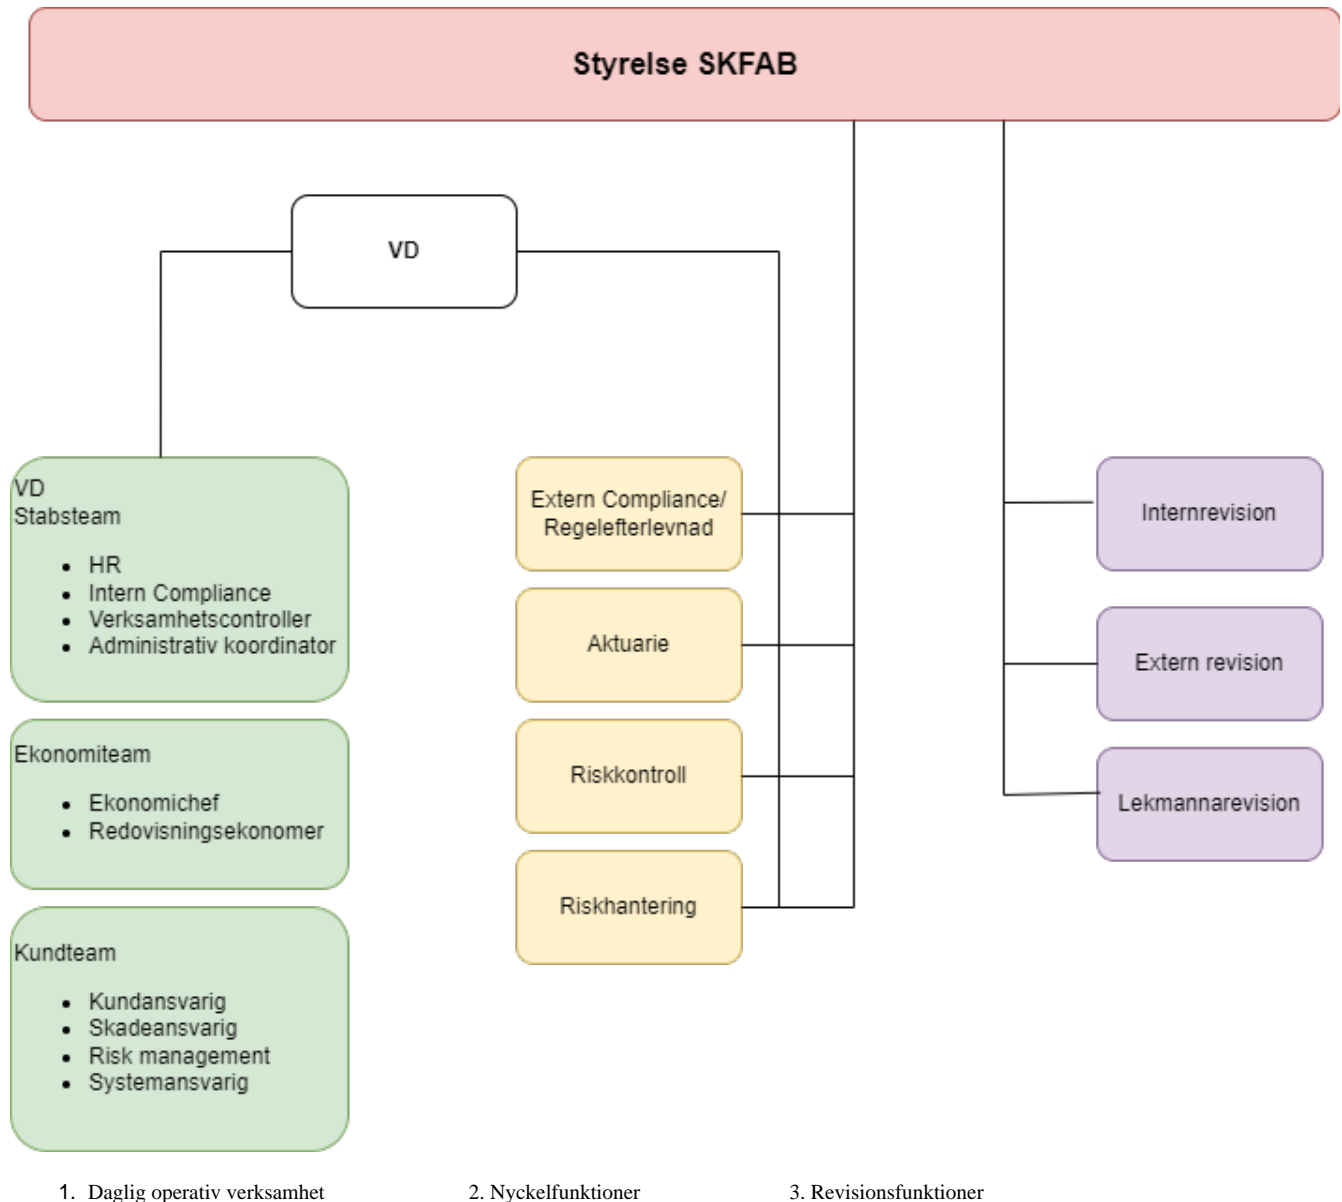 Styrelse SKFAB
VD
VD
Stabsteam
• HR
• Intern Compliance
• Verksamhetscontroller
• Administrativ koordinator
Ekonomiteam
• Ekonomichef
• Redovisningsekonomer
Kundteam
• Kundansvarig
• Skadeansvarig
• Risk management
• Systemansvarig
Extern Compliance/
Regelefterlevnad
Aktuarie
Riskkontroll
Riskhantering
Internrevision
Extern revision
Lekmannarevision
1. Daglig operativ verksamhet
2. Nyckelfunktioner
3. Revisionsfunktioner